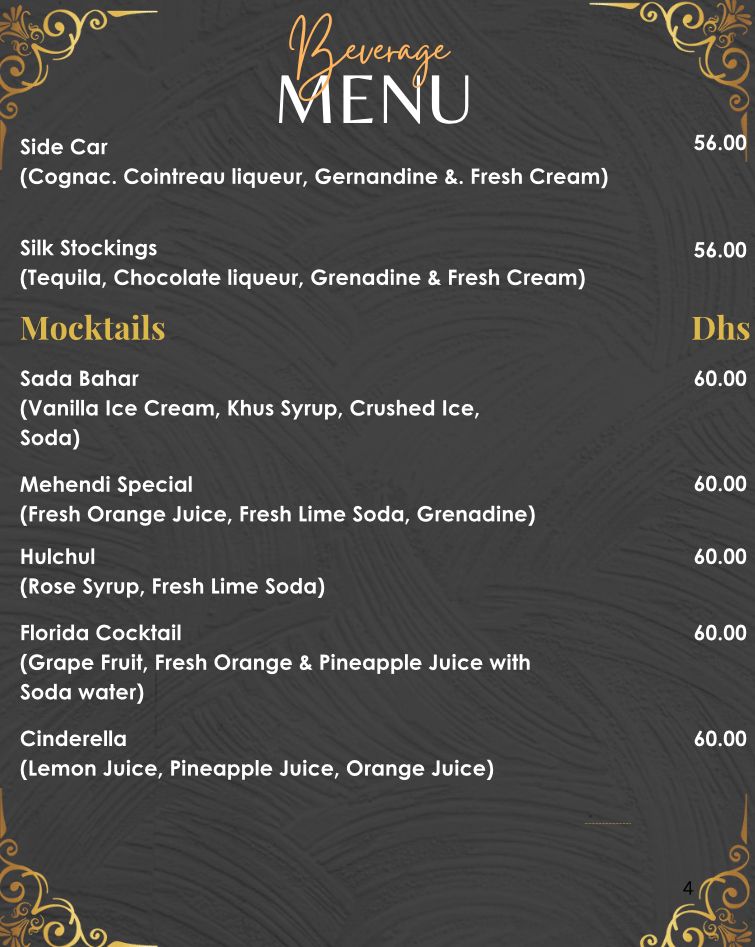 Beverage
MENU
Side Car 56.00
(Cognac. Cointreau liqueur, Gernandine &. Fresh Cream)
Silk Stockings 56.00
(Tequila, Chocolate liqueur, Grenadine & Fresh Cream)
Mocktails Dhs
Sada Bahar 60.00
(Vanilla Ice Cream, Khus Syrup, Crushed Ice,
Soda)
Mehendi Special 60.00
(Fresh Orange Juice, Fresh Lime Soda, Grenadine)
Hulchul 60.00
(Rose Syrup, Fresh Lime Soda)
Florida Cocktail 60.00
(Grape Fruit, Fresh Orange & Pineapple Juice with
Soda water)
Cinderella 60.00
(Lemon Juice, Pineapple Juice, Orange Juice)
4